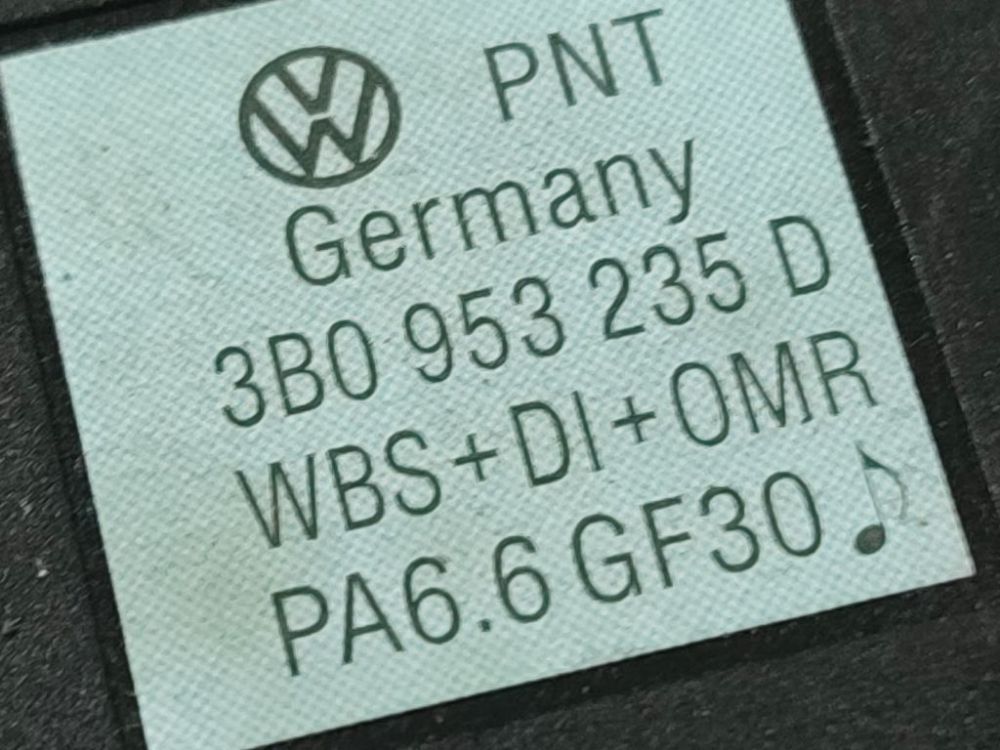 PNT
Germany
3B0 953 235 D
WBS+DI+OMR
PA6.6 GF30